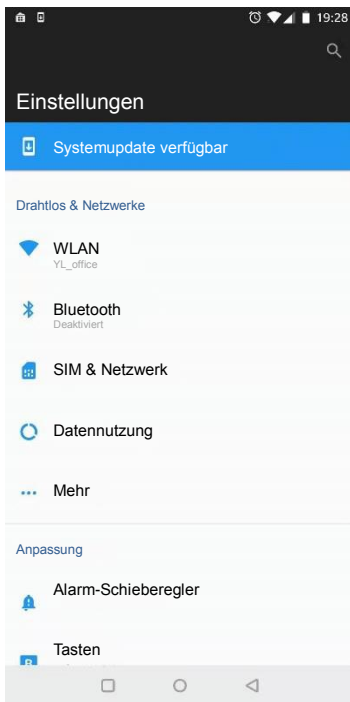 19:28
Einstellungen
Systemupdate verfügbar
Drahtlos & Netzwerke
WLAN
YL_office
Bluetooth
Deaktiviert
SIM & Netzwerk
Datennutzung
Mehr
Anpassung
Alarm-Schieberegler
Tasten